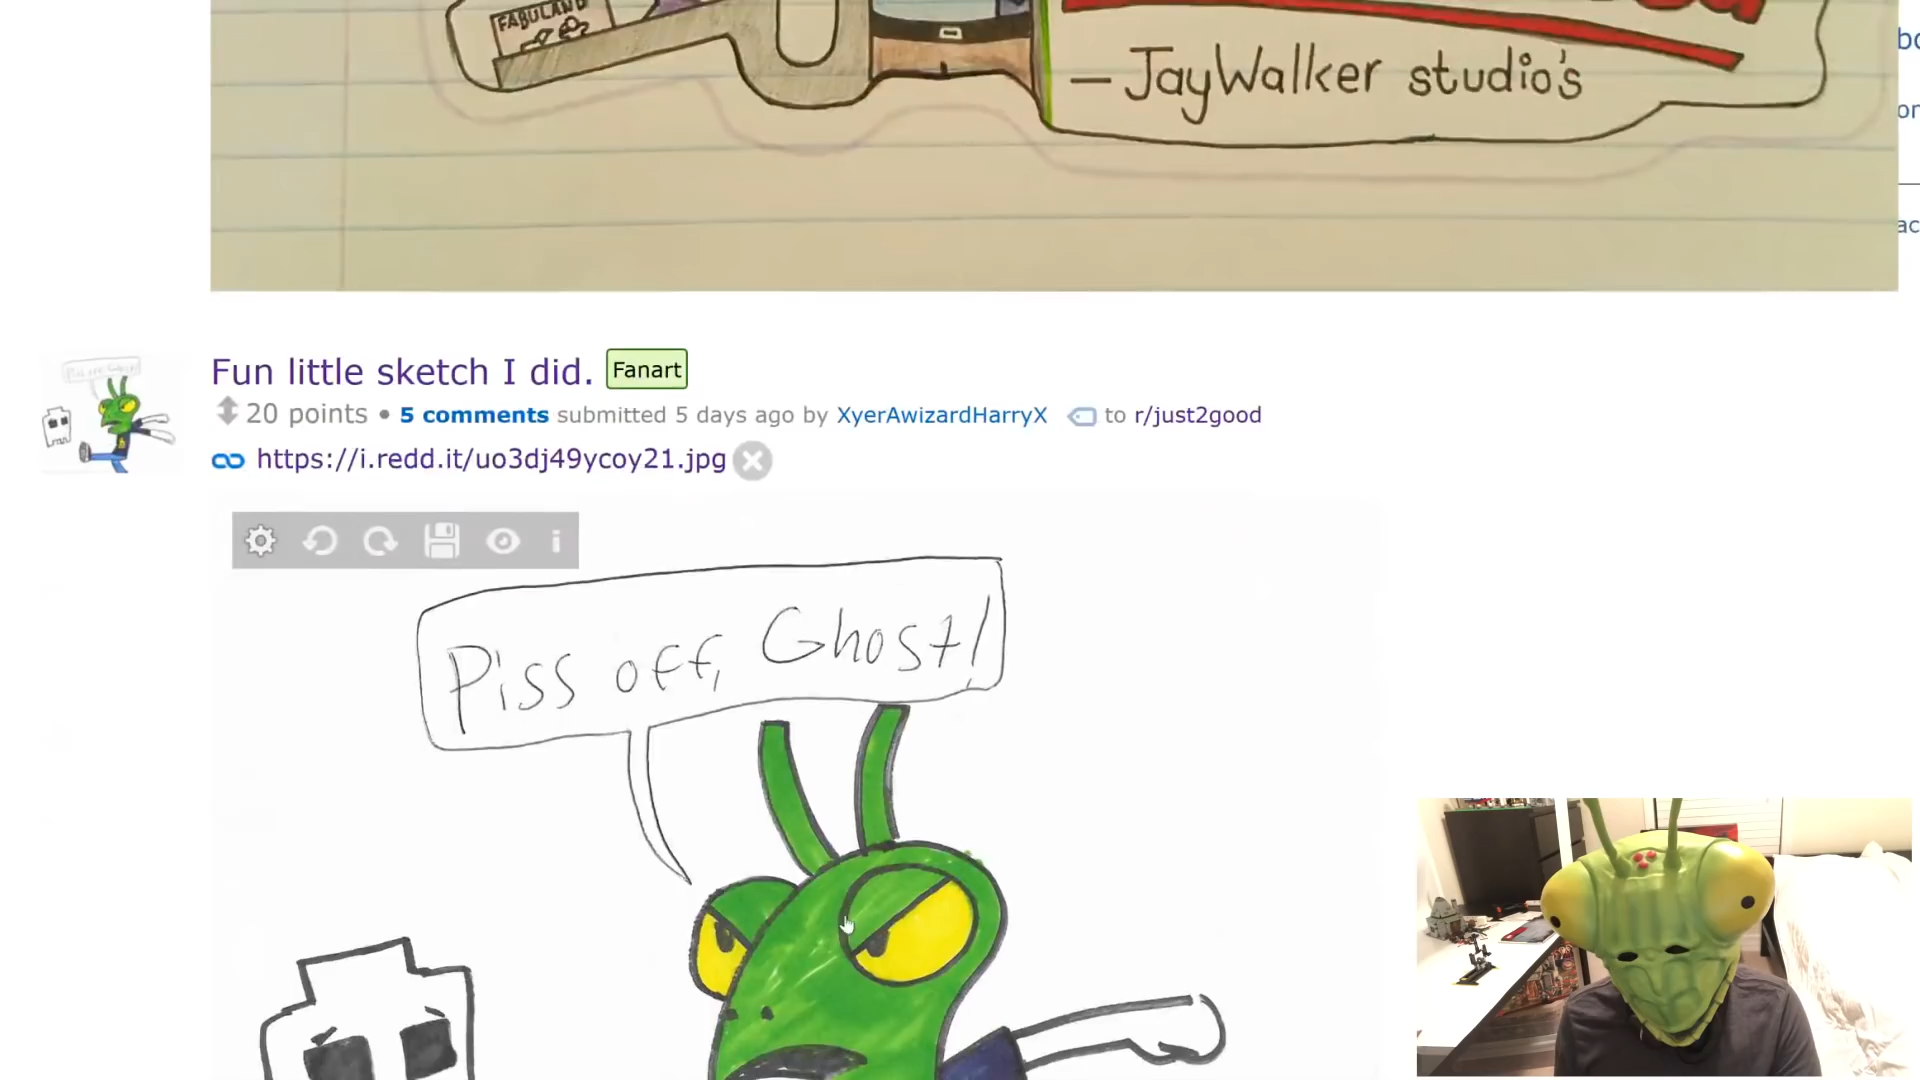 FABULAND
— JayWalker studio's
Fun little sketch I did. Fanart
20 points • 5 comments submitted 5 days ago by XyerAwizardHarryX to r/just2good
https://i.redd.it/uo3dj49ycoy21.jpg
Piss off, Ghost!